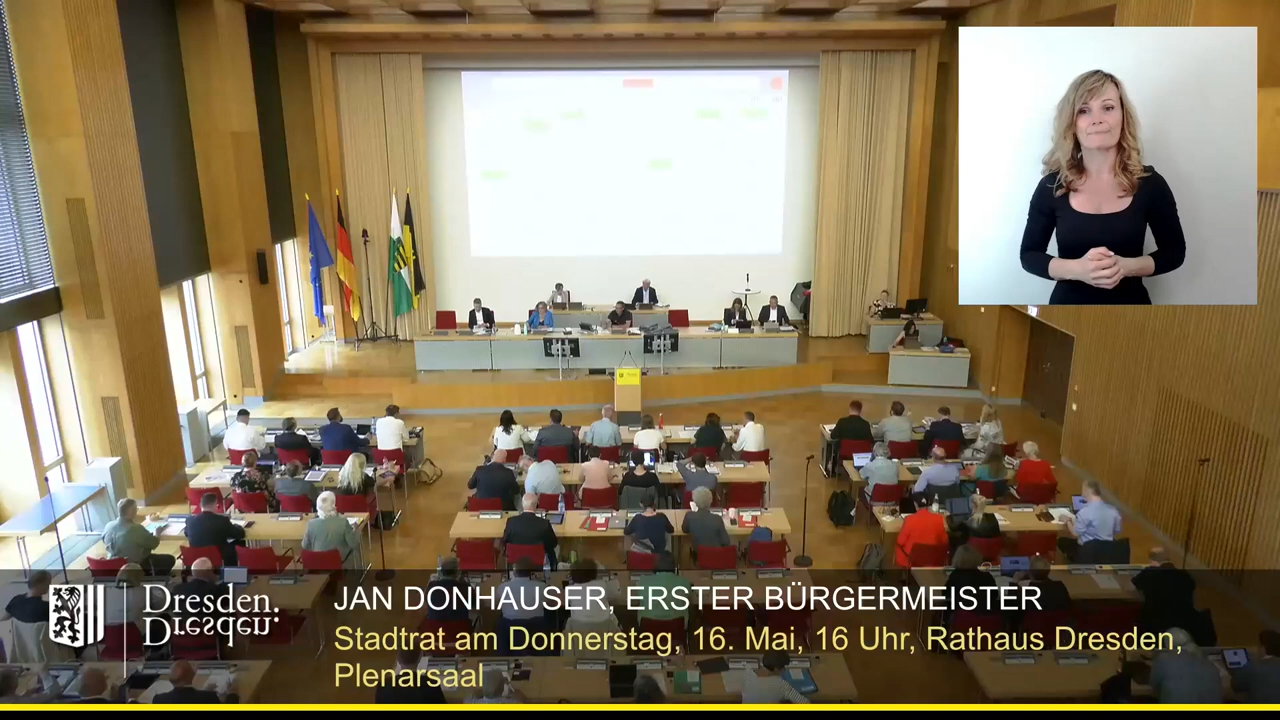 JAN DONHAUSER, ERSTER BÜRGERMEISTER
Stadtrat am Donnerstag, 16. Mai, 16 Uhr, Rathaus Dresden,
Plenarsaal
Dresden.
Dresden.